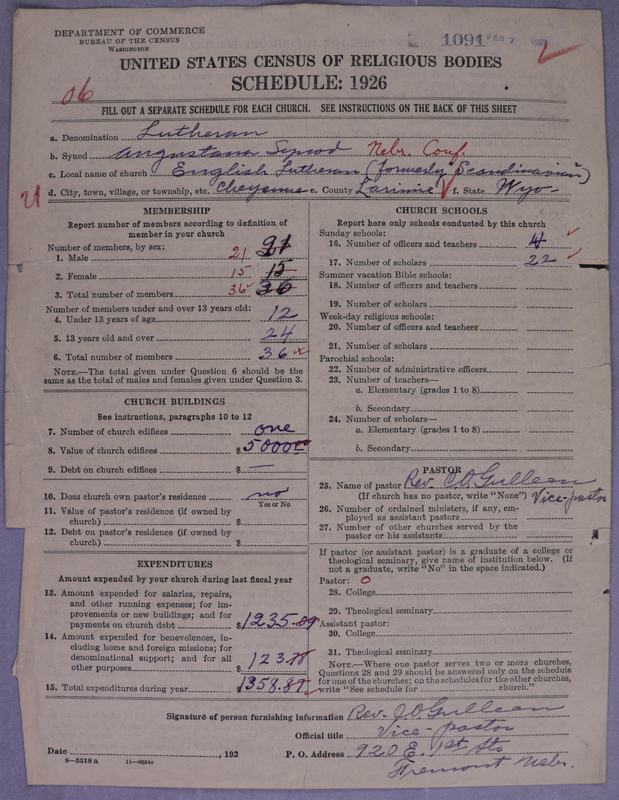 DEPARTMENT OF COMMERCE
BUREAU OF THE CENSUS
WASHINGTON
1091 FEB 7
UNITED STATES CENSUS OF RELIGIOUS BODIES
SCHEDULE: 1926
06
FILL OUT A SEPARATE SCHEDULE FOR EACH CHURCH. SEE INSTRUCTIONS ON THE BACK OF THIS SHEET
a. Denomination Lutheran
b. Synod Augustana Synod Nebr. Conf.
c. Local name of church English Lutheran (formerly Scandinavian)
d. City, town, village, or township, etc. Cheyenne e. County Larimie f. State Wyo-
MEMBERSHIP
Report number of members according to definition of
member in your church
Number of members, by sex:
1. Male 21 21
2. Female 15 15
3. Total number of members 36 36
Number of members under and over 13 years old:
4. Under 13 years of age 12
5. 13 years old and over 24
6. Total number of members 36
NOTE.—The total given under Question 6 should be
same as the total of males and females given under Question 3.
CHURCH BUILDINGS
See instructions, paragraphs 10 to 12
7. Number of church edifices one
8. Value of church edifices $5000
9. Debt on church edifices $ —
10. Does church own pastor's residence no
Yes or No
11. Value of pastor's residence (if owned by
church) $
12. Debt on pastor's residence (if owned by
church) $
EXPENDITURES
Amount expended by your church during last fiscal year
13. Amount expended for salaries, repairs,
and other running expenses; for im-
provements or new buildings; and for
payments on church debt $1235.09
14. Amount expended for benevolences, in-
cluding home and foreign missions; for
denominational support; and for all
other purposes $123.78
15. Total expenditures during year $1358.87
CHURCH SCHOOLS
Report here only schools conducted by this church
Sunday schools:
16. Number of officers and teachers 4
17. Number of scholars 22
Summer vacation Bible schools:
18. Number of officers and teachers
19. Number of scholars
Week-day religious schools:
20. Number of officers and teachers
21. Number of scholars
Parochial schools:
22. Number of administrative officers
23. Number of teachers—
a. Elementary (grades 1 to 8)
b. Secondary
24. Number of scholars—
a. Elementary (grades 1 to 8)
b. Secondary
PASTOR
25. Name of pastor Rev. J.O. Gulleen
(If church has no pastor, write "None") Vice-pastor
26. Number of ordained ministers, if any, em-
ployed as assistant pastors
27. Number of other churches served by the
pastor or his assistants
If pastor (or assistant pastor) is a graduate of a college or
theological seminary, give name of institution below. (If
not a graduate, write "No" in the space indicated.)
Pastor: 0
28. College
29. Theological seminary
Assistant pastor:
30. College
31. Theological seminary
NOTE.—Where one pastor serves two or more churches,
Questions 28 and 29 should be answered only on the schedule
for one of the churches; on the schedules for the other churches,
write "See schedule for church."
Signature of person furnishing information Rev. J.O. Gulleen
Official title Vice-pastor
Date , 192 P. O. Address 920 E. 1st Str
Fremont Nebr.
8—5518a 11—9054